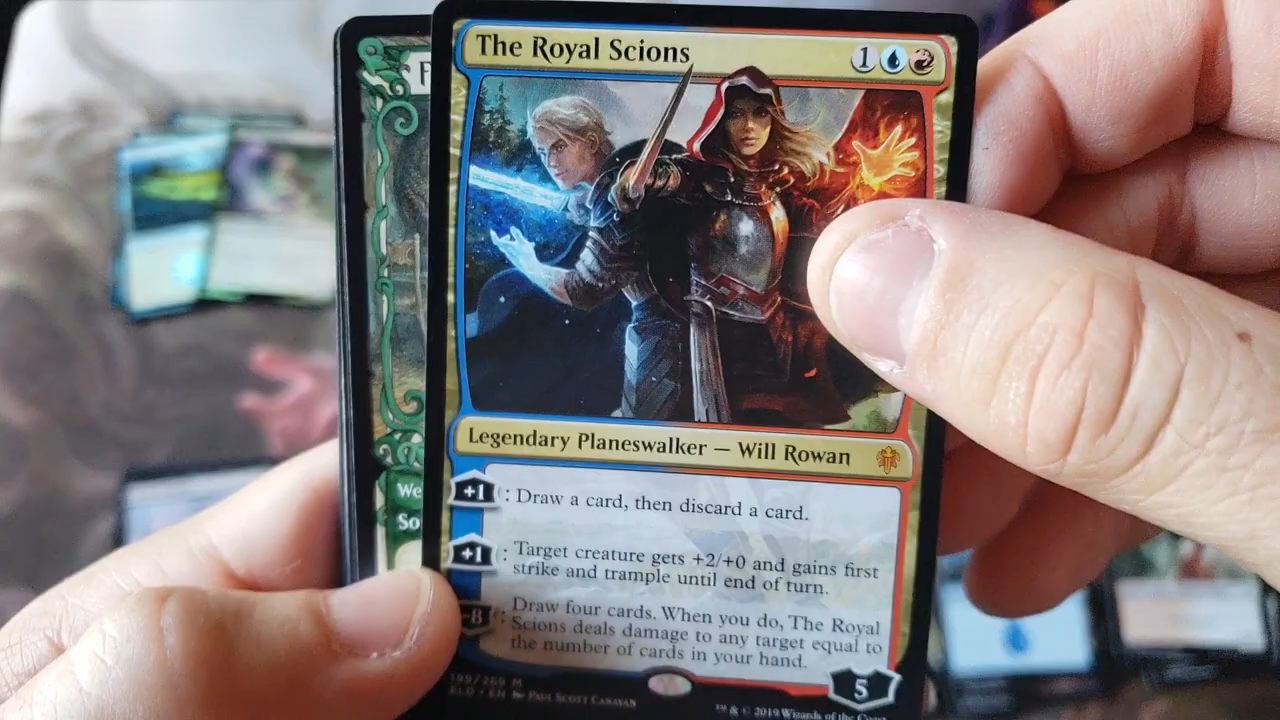 The Royal Scions 1
Legendary Planeswalker — Will Rowan
+1 : Draw a card, then discard a card.
+1 : Target creature gets +2/+0 and gains first
strike and trample until end of turn.
-8 : Draw four cards. When you do, The Royal
Scions deals damage to any target equal to
the number of cards in your hand.
5
199/269 M
ELD • EN Paul Scott Canavan
™ & © 2019 Wizards of the Coast
F
We
So